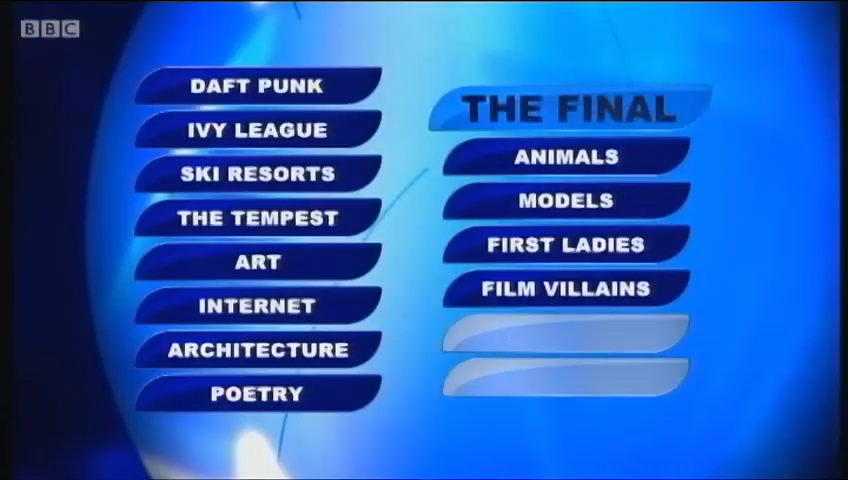 BBC
DAFT PUNK
IVY LEAGUE
SKI RESORTS
THE TEMPEST
ART
INTERNET
ARCHITECTURE
POETRY
THE FINAL
ANIMALS
MODELS
FIRST LADIES
FILM VILLAINS